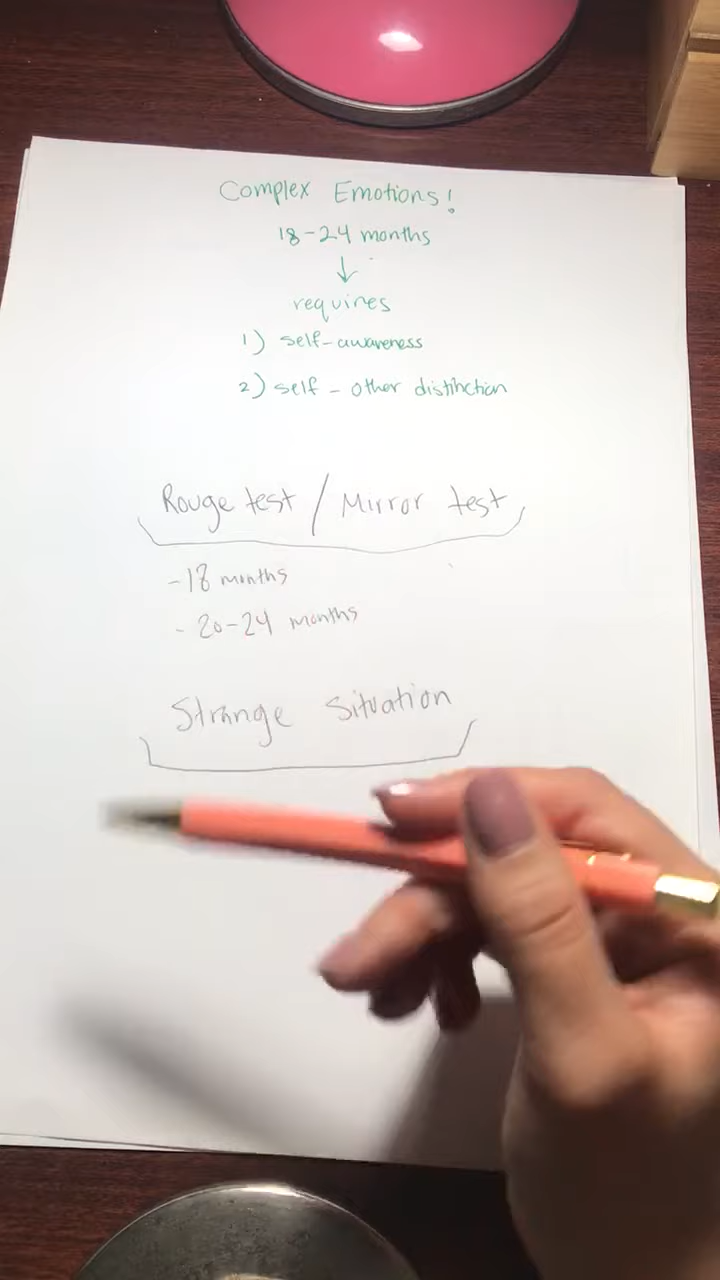 Complex Emotions!
18-24 months
↓
requires
1) self-awareness
2) self - other distinction
Rouge test / Mirror test
-18 months
- 20-24 months
Strange Situation